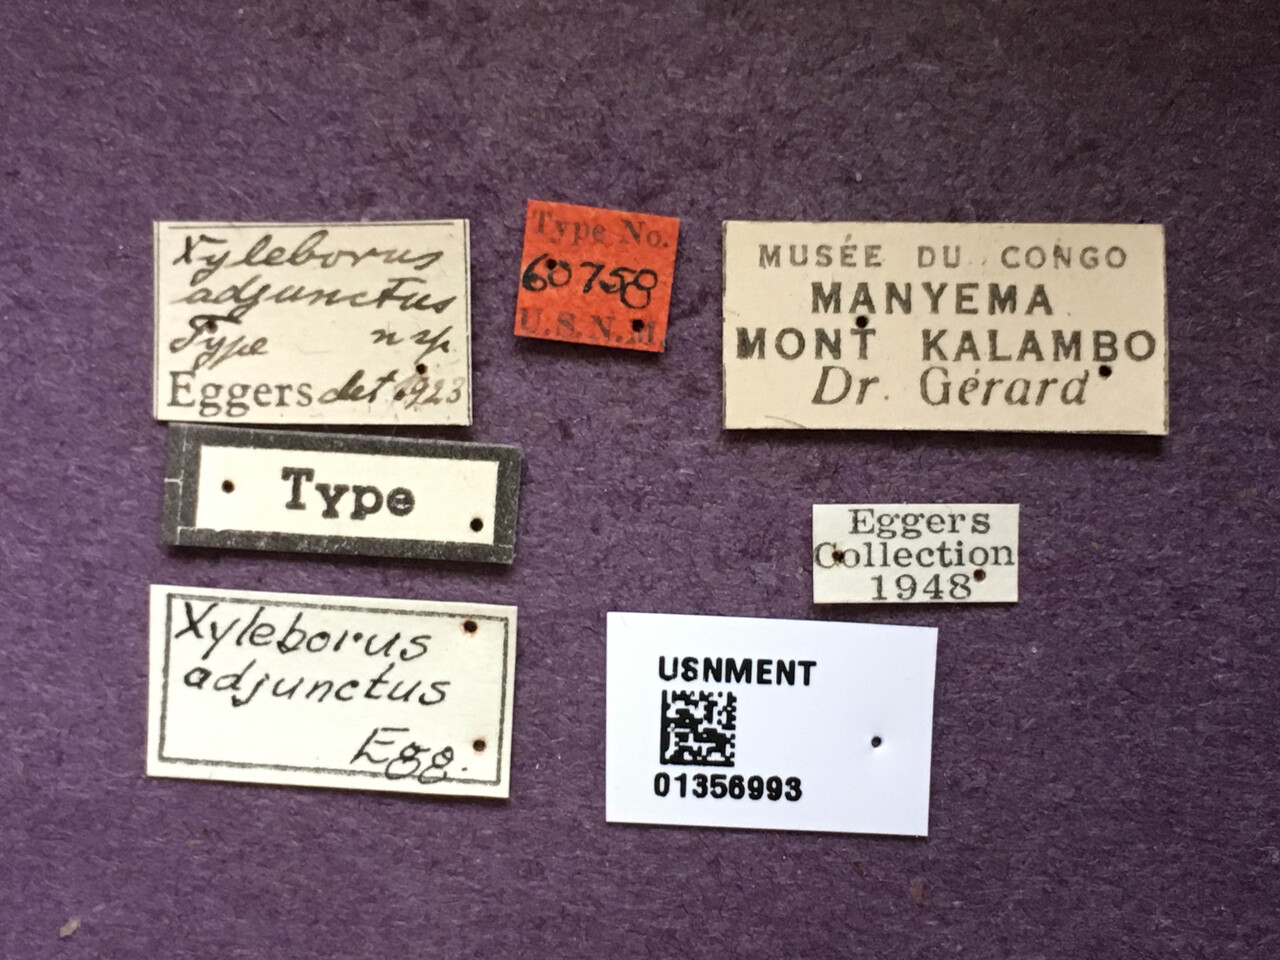 Xyleborus
adjunctus
Type n sp.
Eggers det 1923
Type No.
60758
U.S.N.M.
MUSÉE DU CONGO
MANYEMA
MONT KALAMBO
Dr. Gérard
Type
Eggers
Collection
1948
Xyleborus
adjunctus
Egg.
USNMENT
01356993